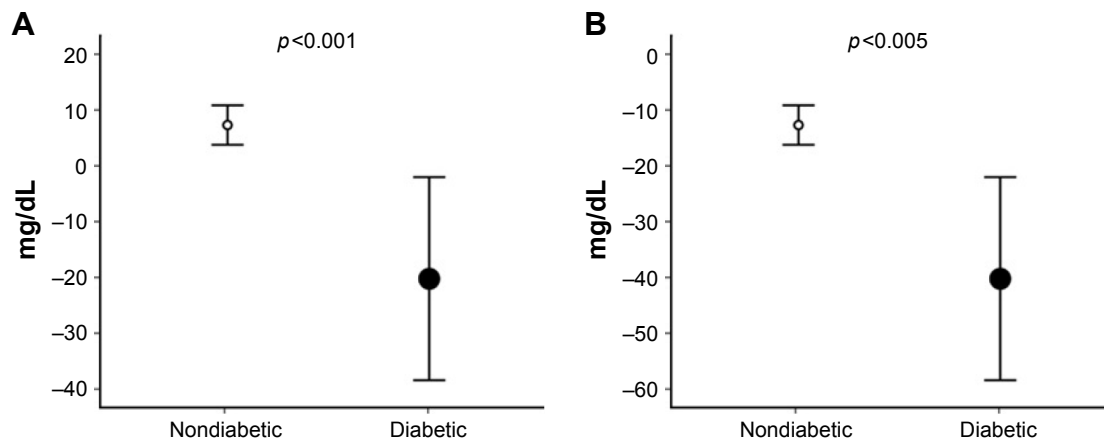 A
p<0.001
mg/dL
20
10
0
–10
–20
–30
–40
Nondiabetic Diabetic
B
p<0.005
mg/dL
0
–10
–20
–30
–40
–50
–60
Nondiabetic Diabetic